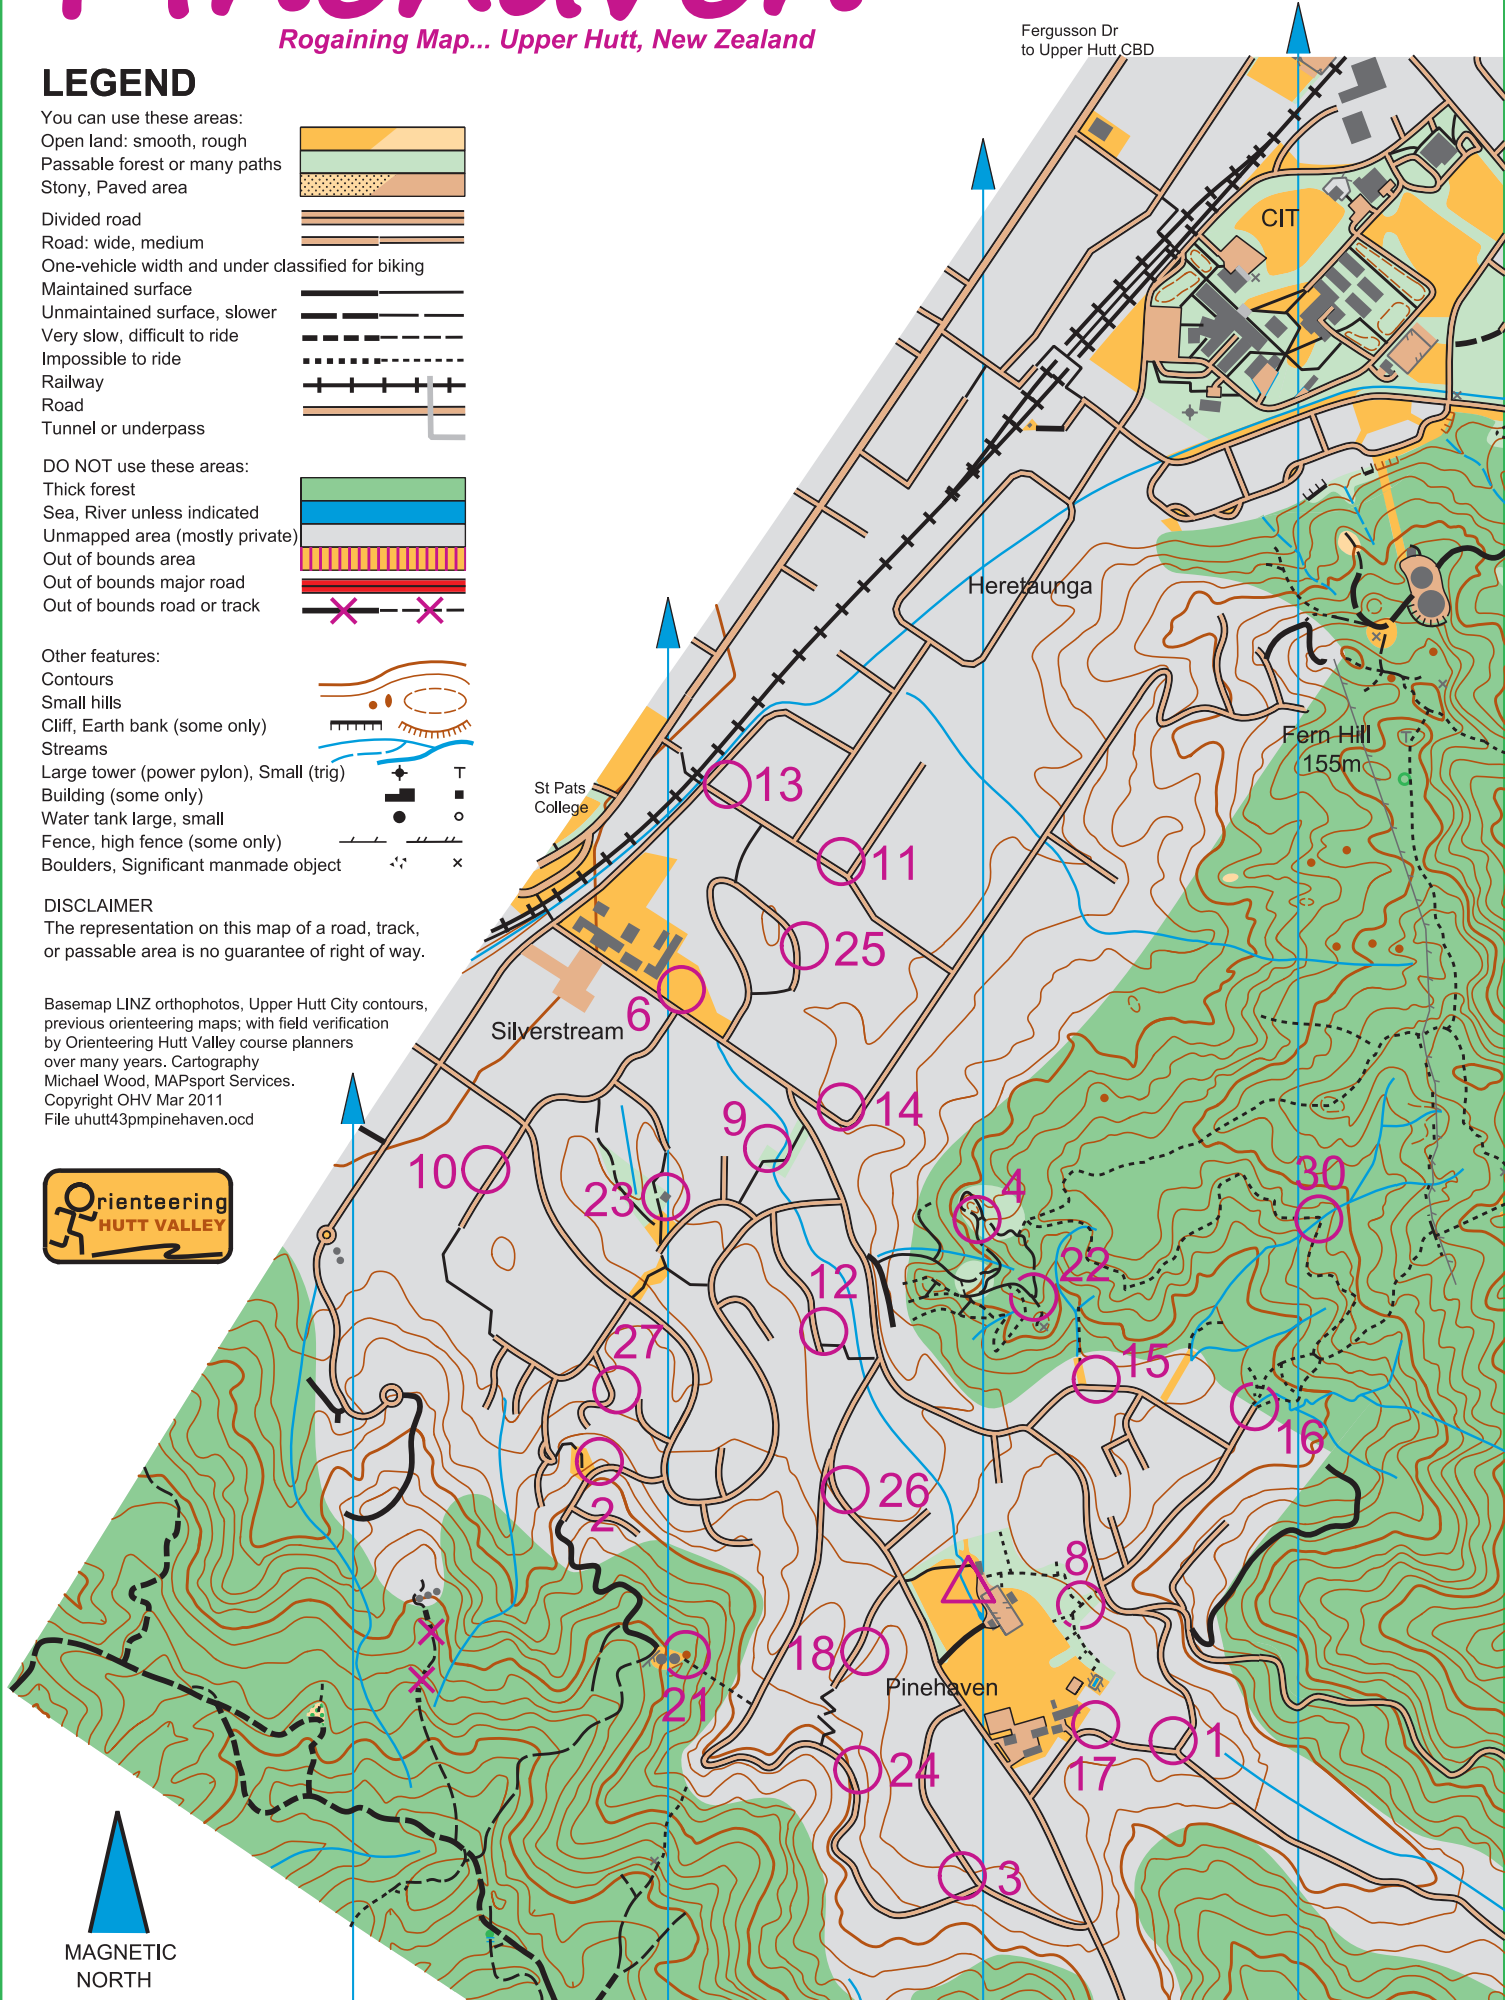 Pinehaven
Rogaining Map... Upper Hutt, New Zealand
Fergusson Dr
to Upper Hutt CBD
LEGEND
You can use these areas:
Open land: smooth, rough
Passable forest or many paths
Stony, Paved area
Divided road
Road: wide, medium
One-vehicle width and under classified for biking
Maintained surface
Unmaintained surface, slower
Very slow, difficult to ride
Impossible to ride
Railway
Road
Tunnel or underpass
DO NOT use these areas:
Thick forest
Sea, River unless indicated
Unmapped area (mostly private)
Out of bounds area
Out of bounds major road
Out of bounds road or track
Other features:
Contours
Small hills
Cliff, Earth bank (some only)
Streams
Large tower (power pylon), Small (trig)
Building (some only)
Water tank large, small
Fence, high fence (some only)
Boulders, Significant manmade object
DISCLAIMER
The representation on this map of a road, track,
or passable area is no guarantee of right of way.
Basemap LINZ orthophotos, Upper Hutt City contours,
previous orienteering maps; with field verification
by Orienteering Hutt Valley course planners
over many years. Cartography
Michael Wood, MAPsport Services.
Copyright OHV Mar 2011
File uhutt43pmpinehaven.ocd
Orienteering
HUTT VALLEY
MAGNETIC
NORTH
CIT
Heretaunga
Fern Hill
155m
St Pats
College
13
11
25
6
Silverstream
14
9
10
23
4
30
22
12
27
15
16
2
26
8
18
Pinehaven
21
24
17
1
3